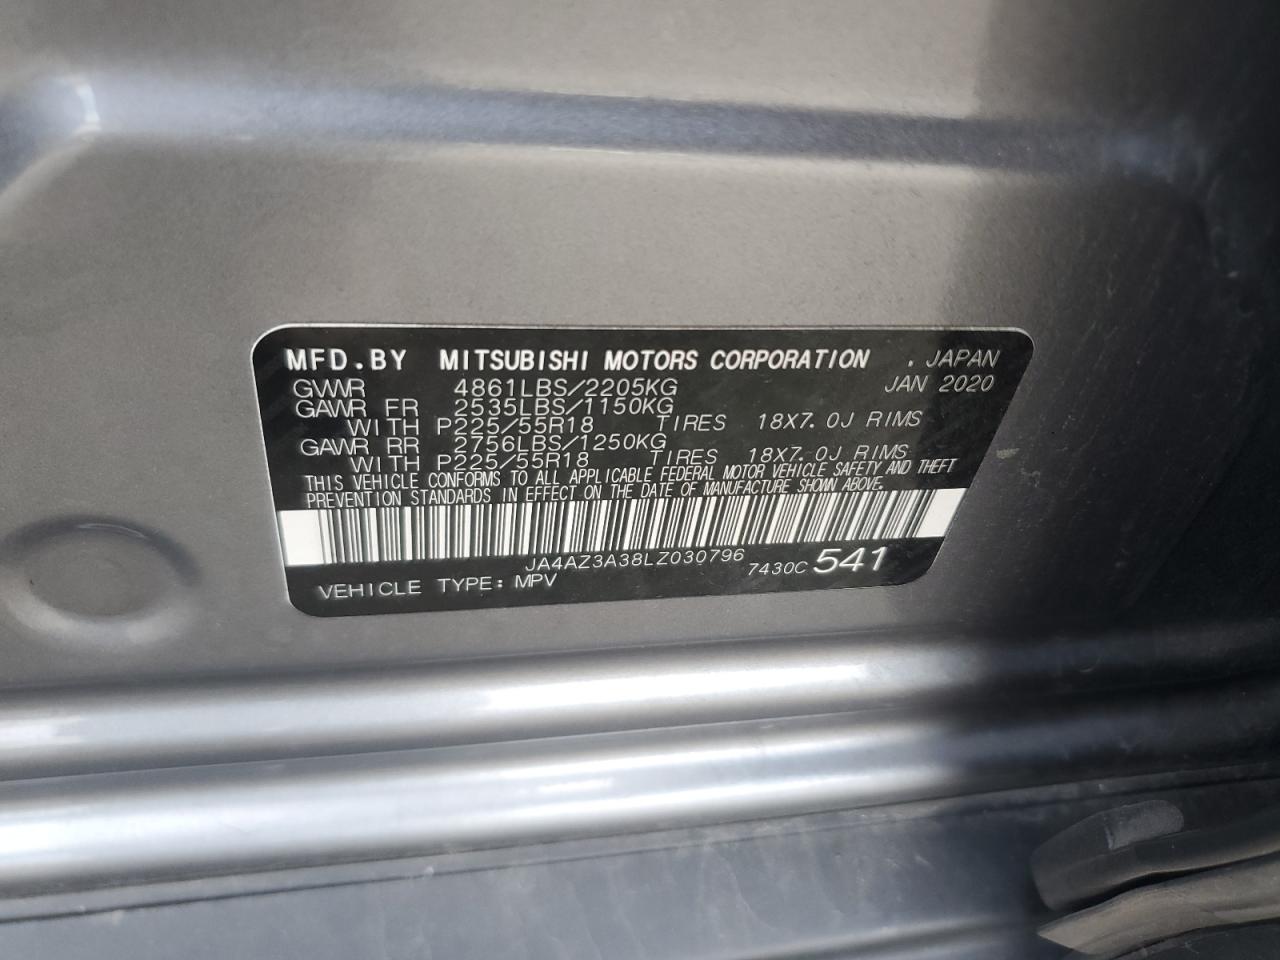 MFD.BY MITSUBISHI MOTORS CORPORATION . JAPAN
GVWR 4861LBS/2205KG JAN 2020
GAWR FR 2535LBS/1150KG
WITH P225/55R18 TIRES 18X7.0J RIMS
GAWR RR 2756LBS/1250KG
WITH P225/55R18 TIRES 18X7.0J RIMS
THIS VEHICLE CONFORMS TO ALL APPLICABLE FEDERAL MOTOR VEHICLE SAFETY AND THEFT
PREVENTION STANDARDS IN EFFECT ON THE DATE OF MANUFACTURE SHOWN ABOVE.
JA4AZ3A38LZ030796 7430C 541
VEHICLE TYPE: MPV